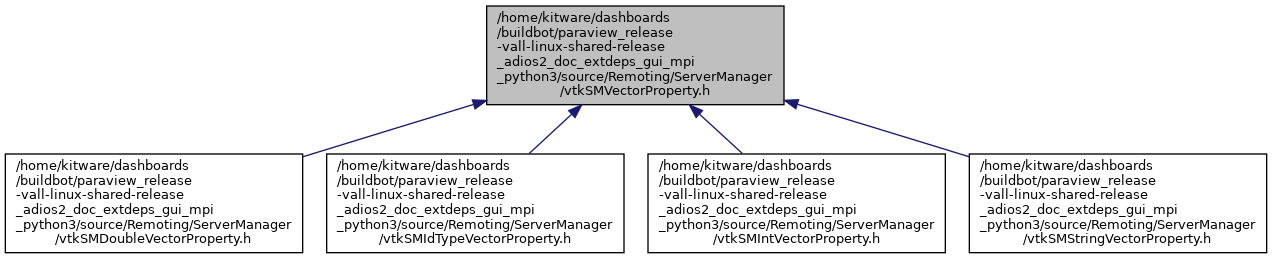 /home/kitware/dashboards
/buildbot/paraview_release
-vall-linux-shared-release
_adios2_doc_extdeps_gui_mpi
_python3/source/Remoting/ServerManager
/vtkSMVectorProperty.h
/home/kitware/dashboards
/buildbot/paraview_release
-vall-linux-shared-release
_adios2_doc_extdeps_gui_mpi
_python3/source/Remoting/ServerManager
/vtkSMDoubleVectorProperty.h
/home/kitware/dashboards
/buildbot/paraview_release
-vall-linux-shared-release
_adios2_doc_extdeps_gui_mpi
_python3/source/Remoting/ServerManager
/vtkSMIdTypeVectorProperty.h
/home/kitware/dashboards
/buildbot/paraview_release
-vall-linux-shared-release
_adios2_doc_extdeps_gui_mpi
_python3/source/Remoting/ServerManager
/vtkSMIntVectorProperty.h
/home/kitware/dashboards
/buildbot/paraview_release
-vall-linux-shared-release
_adios2_doc_extdeps_gui_mpi
_python3/source/Remoting/ServerManager
/vtkSMStringVectorProperty.h